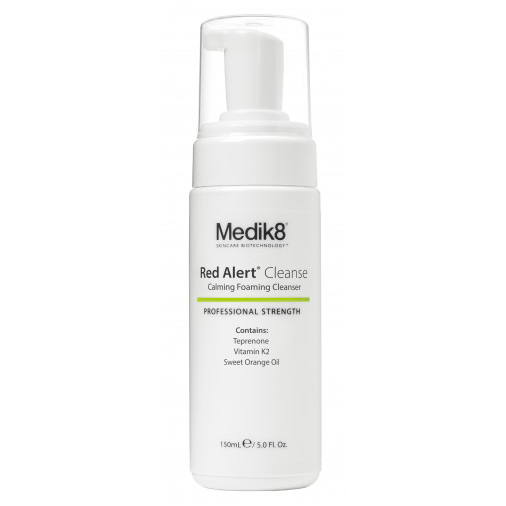 Medik8®
SKINCARE BIOTECHNOLOGY™
Red Alert® Cleanse
Calming Foaming Cleanser
PROFESSIONAL STRENGTH
Contains:
Teprenone
Vitamin K2
Sweet Orange Oil
150mL ℮ / 5.0 Fl. Oz.